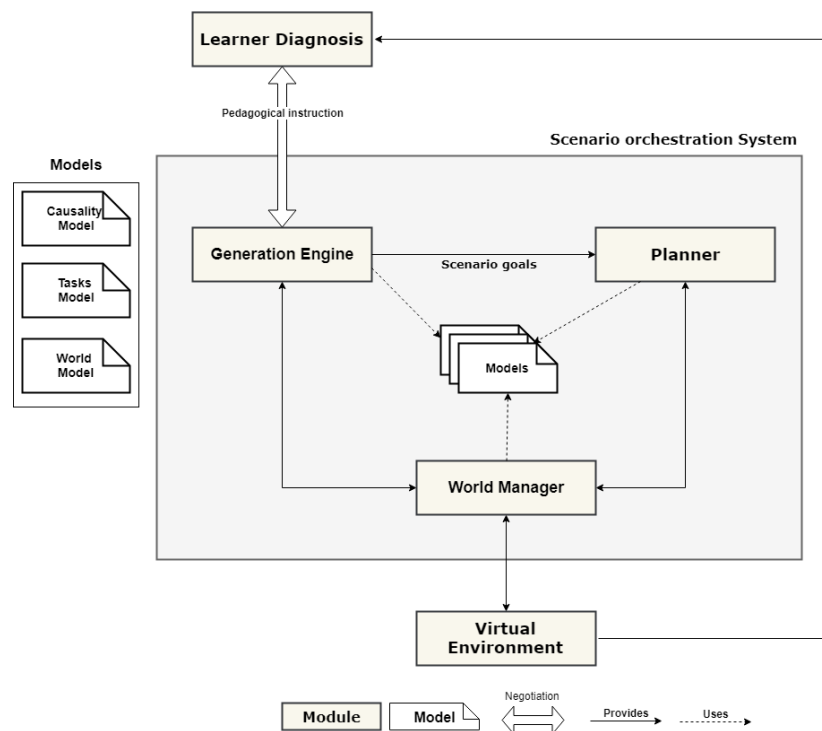 Learner Diagnosis
Pedagogical instruction
Scenario orchestration System
Models
Causality
Model
Tasks
Model
World
Model
Generation Engine
Scenario goals
Planner
Models
World Manager
Virtual
Environment
Module
Model
Negotiation
Provides
Uses